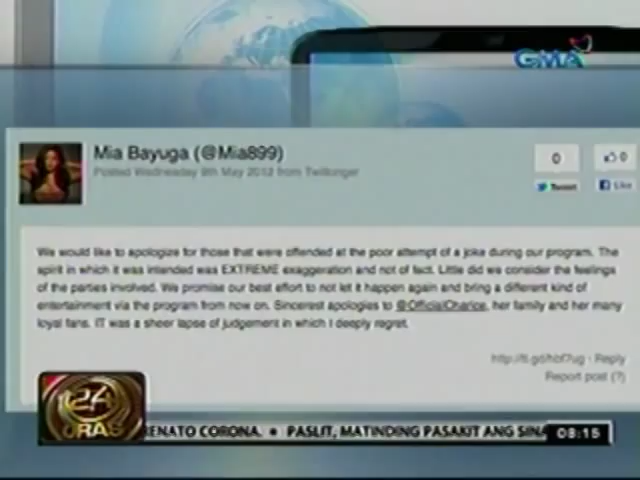 GMA
Mia Bayuga (@Mia899)
Posted Wednesday 9th May 2012 from Twitlonger
0
0
Tweet
Like
We would like to apologize for those that were offended at the poor attempt of a joke during our program. The
spirit in which it was intended was EXTREME exaggeration and not of fact. Little did we consider the feelings
of the parties involved. We promise our best effort to not let it happen again and bring a different kind of
entertainment via the program from now on. Sincerest apologies to @OfficialCharice, her family and her many
loyal fans. IT was a sheer lapse of judgement in which I deeply regret.
- Reply
Report post (?)
24
ORAS
RENATO CORONA. • PASLIT, MATINDING PASAKIT ANG SINA
08:15